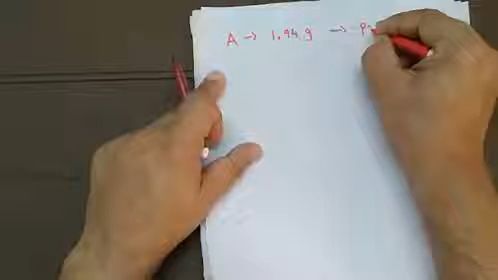 A → 1.94 g →